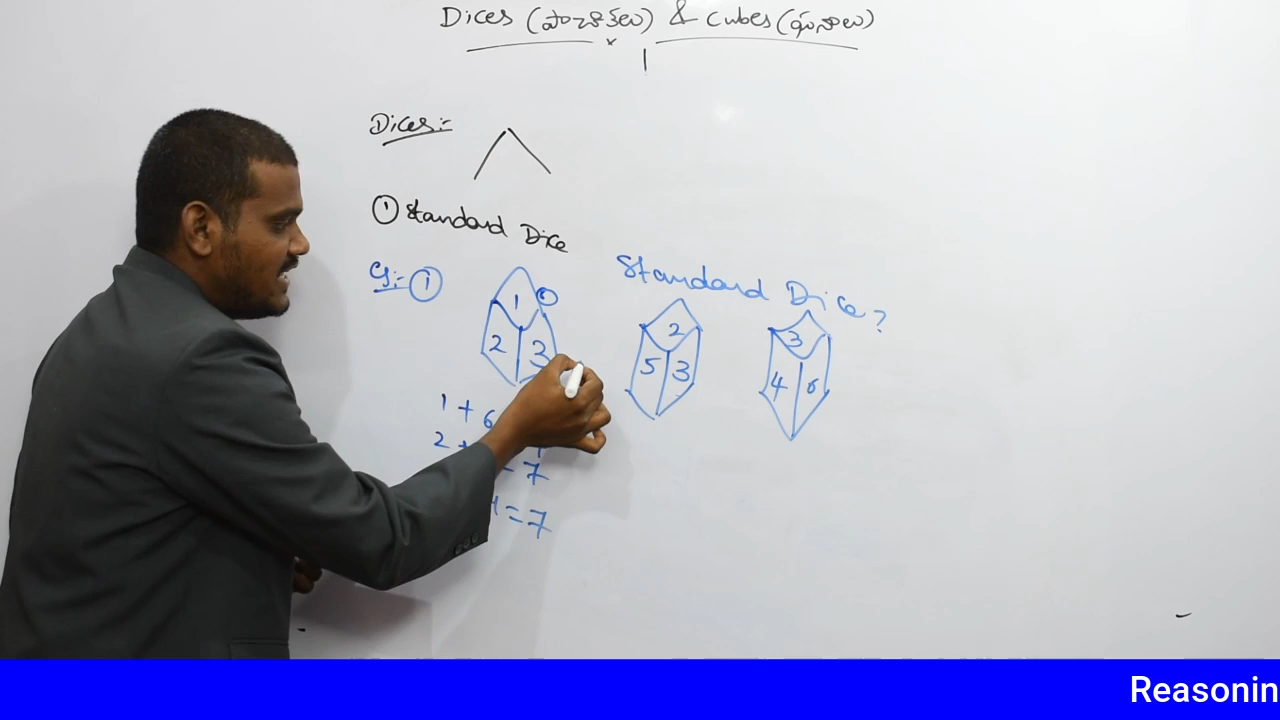 Dices (పాచికలు) & Cubes (ఘనాలు)
Dices:-
① Standard Dice
Eg:- ①
Standard Dice ?
1
2 3
2
5 3
3
4 6
1 + 6
2 + = 7
4 = 7
Reasonin